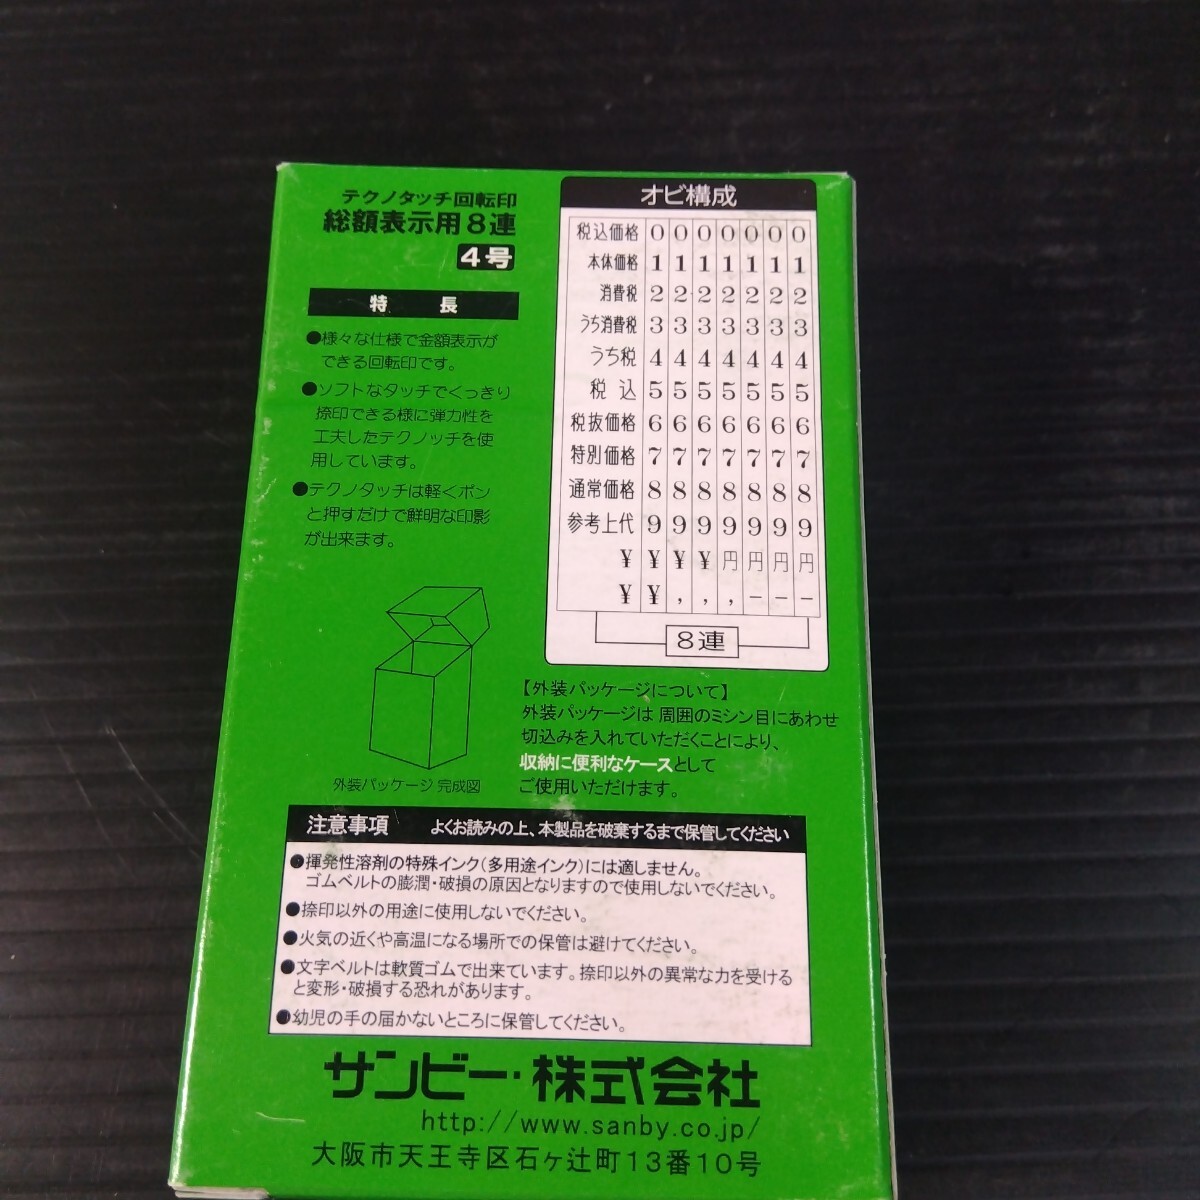 テクノタッチ回転印
総額表示用8連
4号
特 長
●様々な仕様で金額表示が
できる回転印です。
●ソフトなタッチでくっきり
捺印できる様に弾力性を
工夫したテクノッチを使
用しています。
●テクノタッチは軽くポン
と押すだけで鮮明な印影
が出来ます。
外装パッケージ完成図
オビ構成
税込価格 0 0 0 0 0 0 0
本体価格 1 1 1 1 1 1 1
消費税 2 2 2 2 2 2 2
うち消費税 3 3 3 3 3 3 3
うち税 4 4 4 4 4 4 4
税込 5 5 5 5 5 5 5
税抜価格 6 6 6 6 6 6 6
特別価格 7 7 7 7 7 7 7
通常価格 8 8 8 8 8 8 8
参考上代 9 9 9 9 9 9 9
¥ ¥ ¥ ¥ 円 円 円 円
¥ ¥ , , , − − −
8連
【外装パッケージについて】
外装パッケージは周囲のミシン目にあわせ
切込みを入れていただくことにより、
収納に便利なケースとして
ご使用いただけます。
注意事項 よくお読みの上、本製品を破棄するまで保管してください
●揮発性溶剤の特殊インク(多用途インク)には適しません。
ゴムベルトの膨潤・破損の原因となりますので使用しないでください。
●捺印以外の用途に使用しないでください。
●火気の近くや高温になる場所での保管は避けてください。
●文字ベルトは軟質ゴムで出来ています。捺印以外の異常な力を受ける
と変形・破損する恐れがあります。
●幼児の手の届かないところに保管してください。
サンビー・株式会社
http://www.sanby.co.jp/
大阪市天王寺区石ヶ辻町13番10号